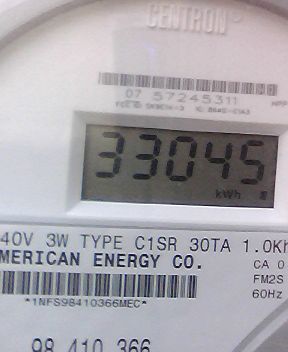 CENTRON®
07 57245311
33045
kWh
40V 3W TYPE C1SR 30TA 1.0Kh
MERICAN ENERGY CO.
CA 0
FM2S
60Hz
*1NFS98410366MEC*
98 410 366